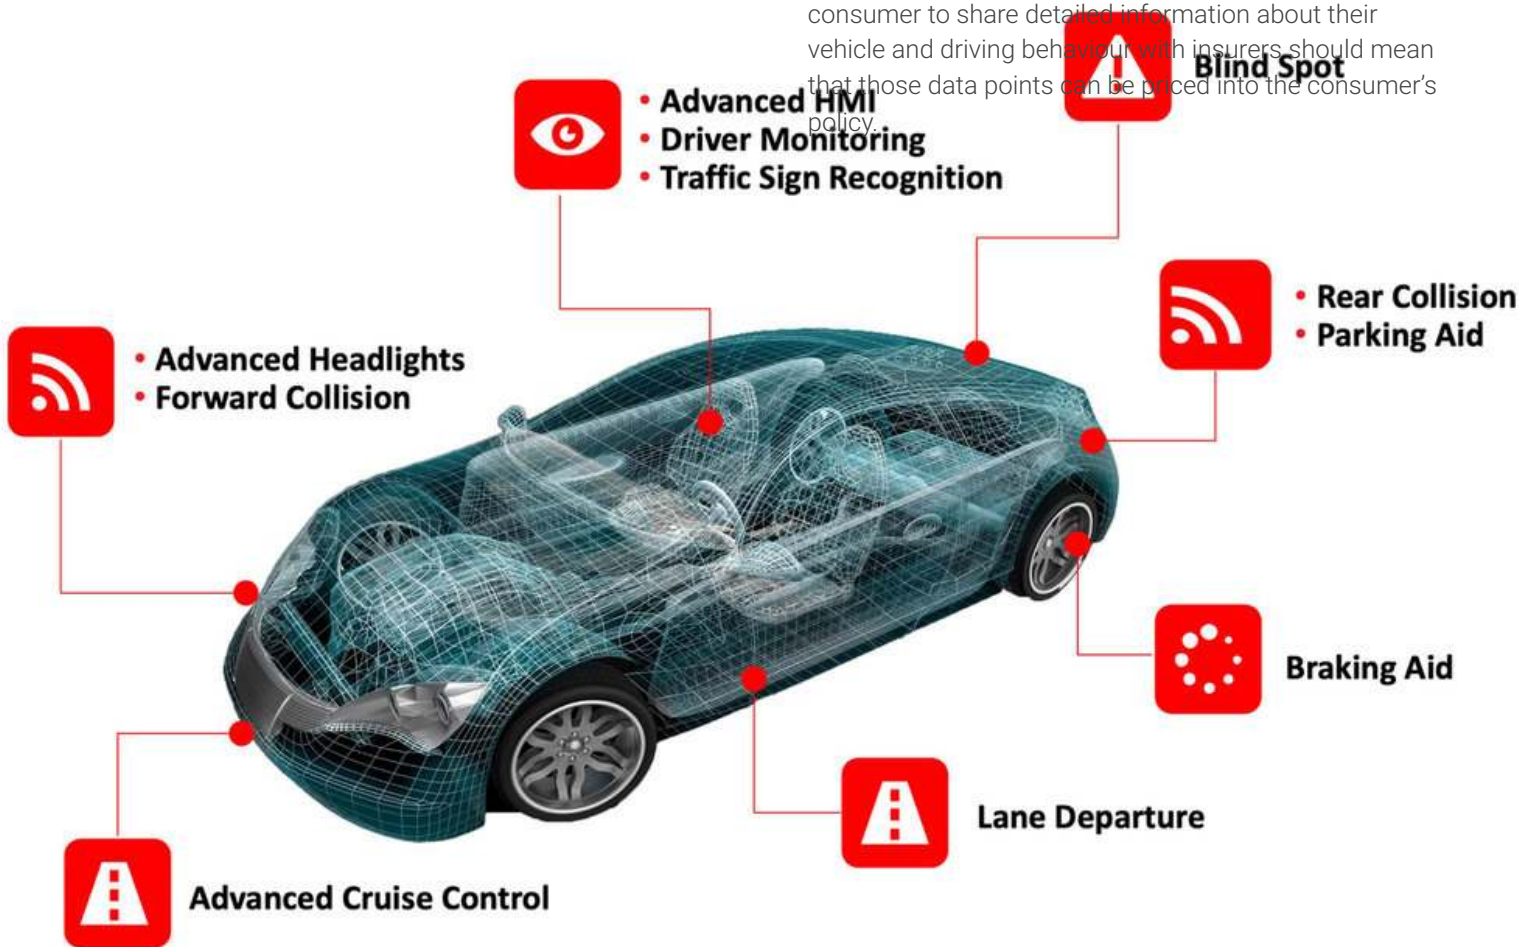 consumer to share detailed information about their
vehicle and driving behaviour with insurers should mean
that those data points can be priced into the consumer’s
policy.
Blind Spot
• Advanced HMI
• Driver Monitoring
• Traffic Sign Recognition
• Rear Collision
• Parking Aid
• Advanced Headlights
• Forward Collision
Braking Aid
Lane Departure
Advanced Cruise Control